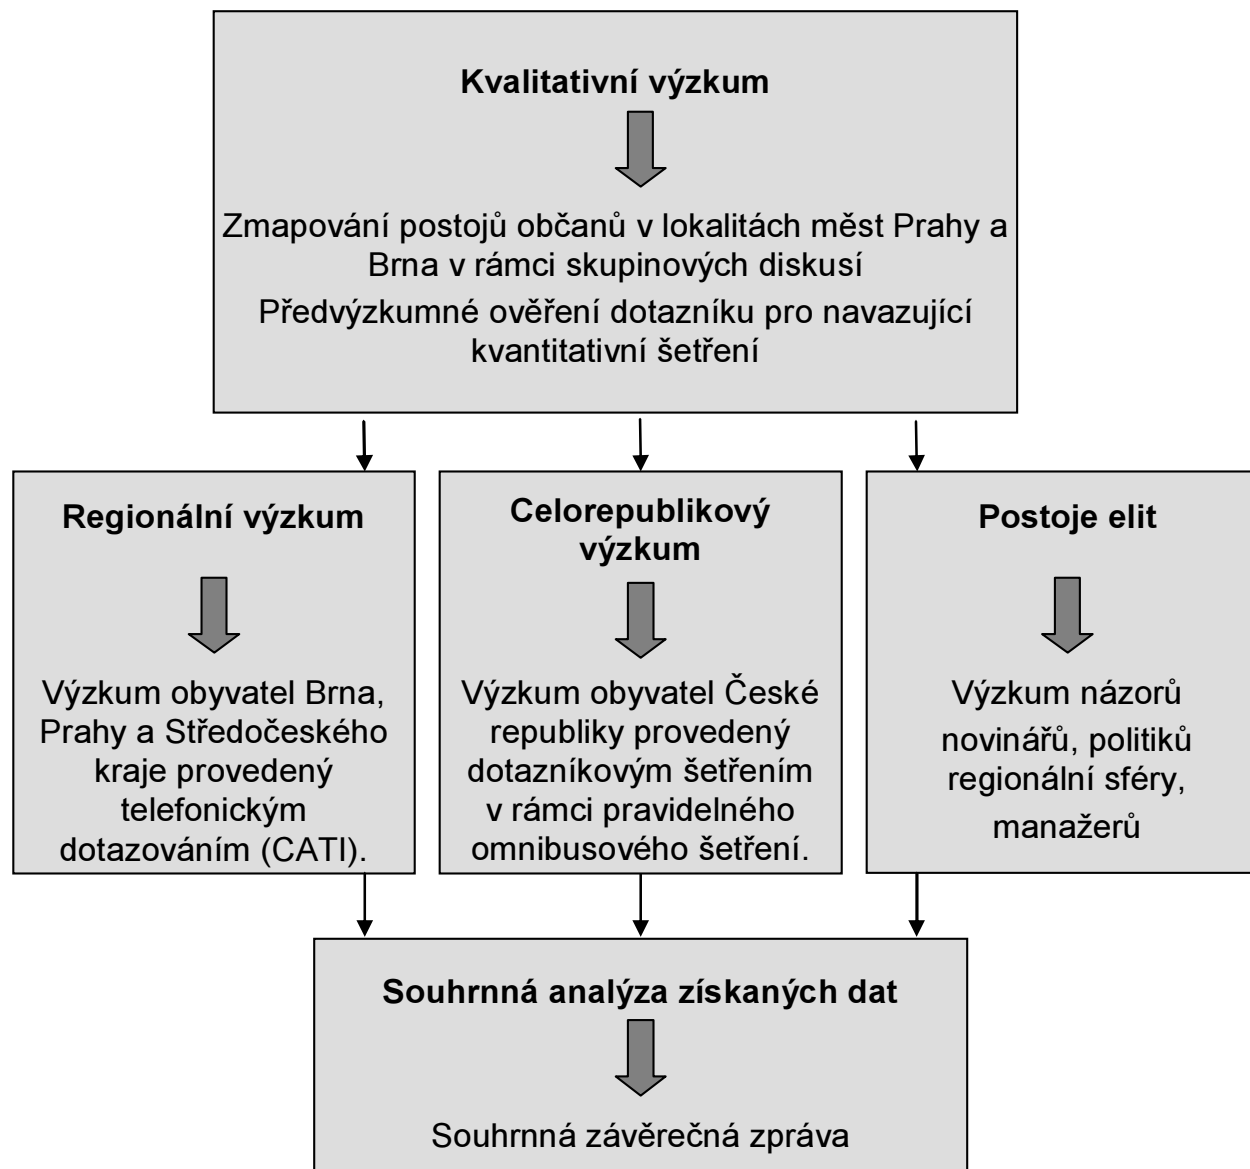 Kvalitativní výzkum
Zmapování postojů občanů v lokalitách měst Prahy a
Brna v rámci skupinových diskusí
Předvýzkumné ověření dotazníku pro navazující
kvantitativní šetření
Regionální výzkum
Výzkum obyvatel Brna,
Prahy a Středočeského
kraje provedený
telefonickým
dotazováním (CATI).
Celorepublikový
výzkum
Výzkum obyvatel České
republiky provedený
dotazníkovým šetřením
v rámci pravidelného
omnibusového šetření.
Postoje elit
Výzkum názorů
novinářů, politiků
regionální sféry,
manažerů
Souhrnná analýza získaných dat
Souhrnná závěrečná zpráva